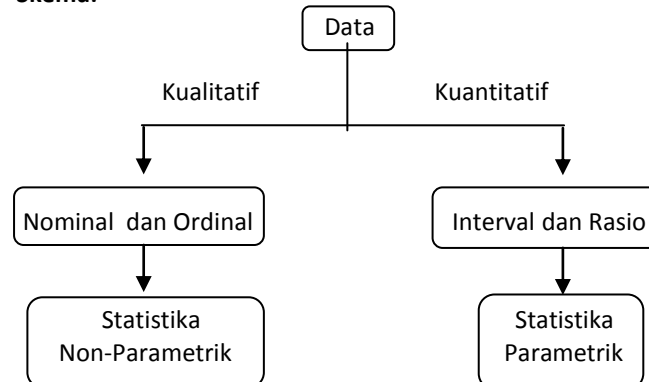 Data
Kualitatif Kuantitatif
Nominal dan Ordinal Interval dan Rasio
Statistika Statistika
Non-Parametrik Parametrik